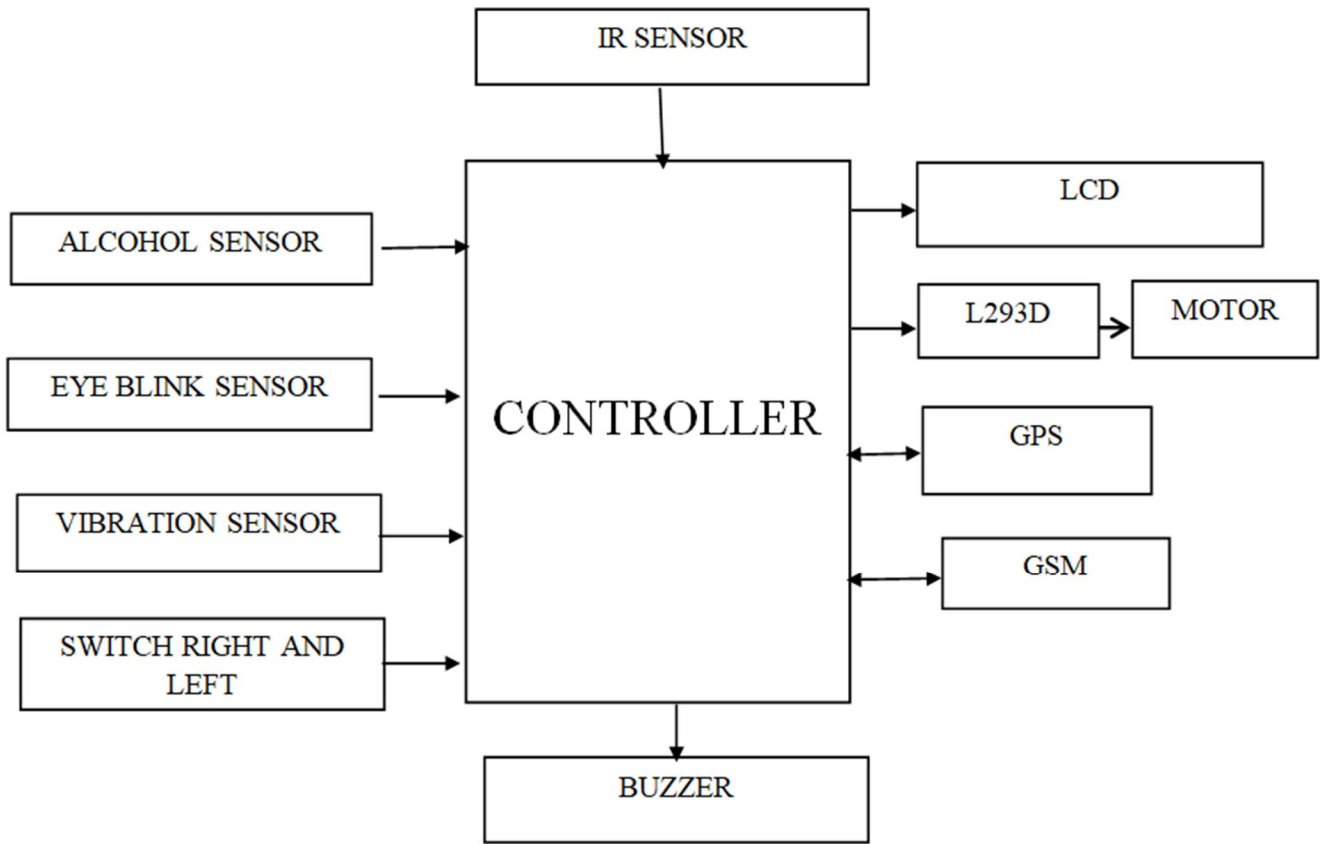 IR SENSOR
LCD
ALCOHOL SENSOR
L293D
MOTOR
EYE BLINK SENSOR
CONTROLLER
GPS
VIBRATION SENSOR
GSM
SWITCH RIGHT AND
LEFT
BUZZER